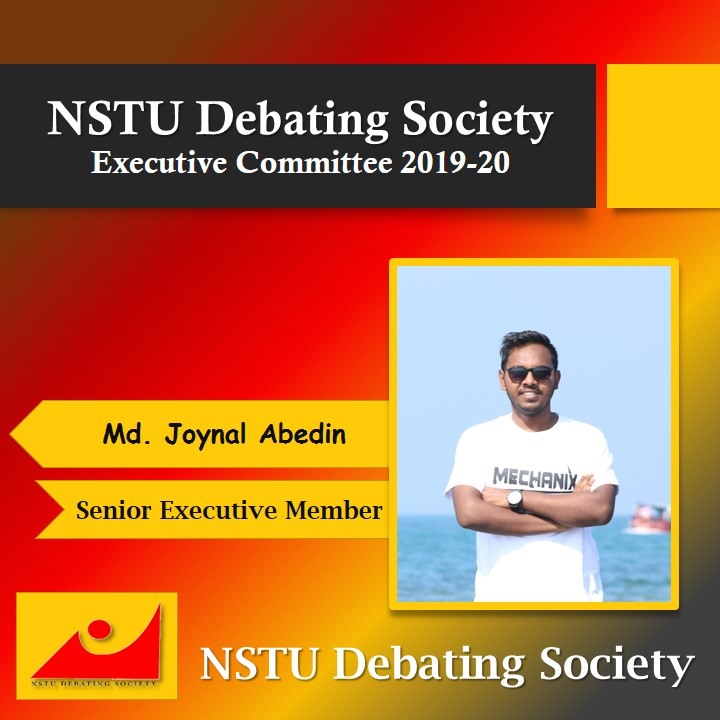 NSTU Debating Society
Executive Committee 2019-20
MECHANIX
Md. Joynal Abedin
Senior Executive Member
NSTU DEBATING SOCIETY
NSTU Debating Society